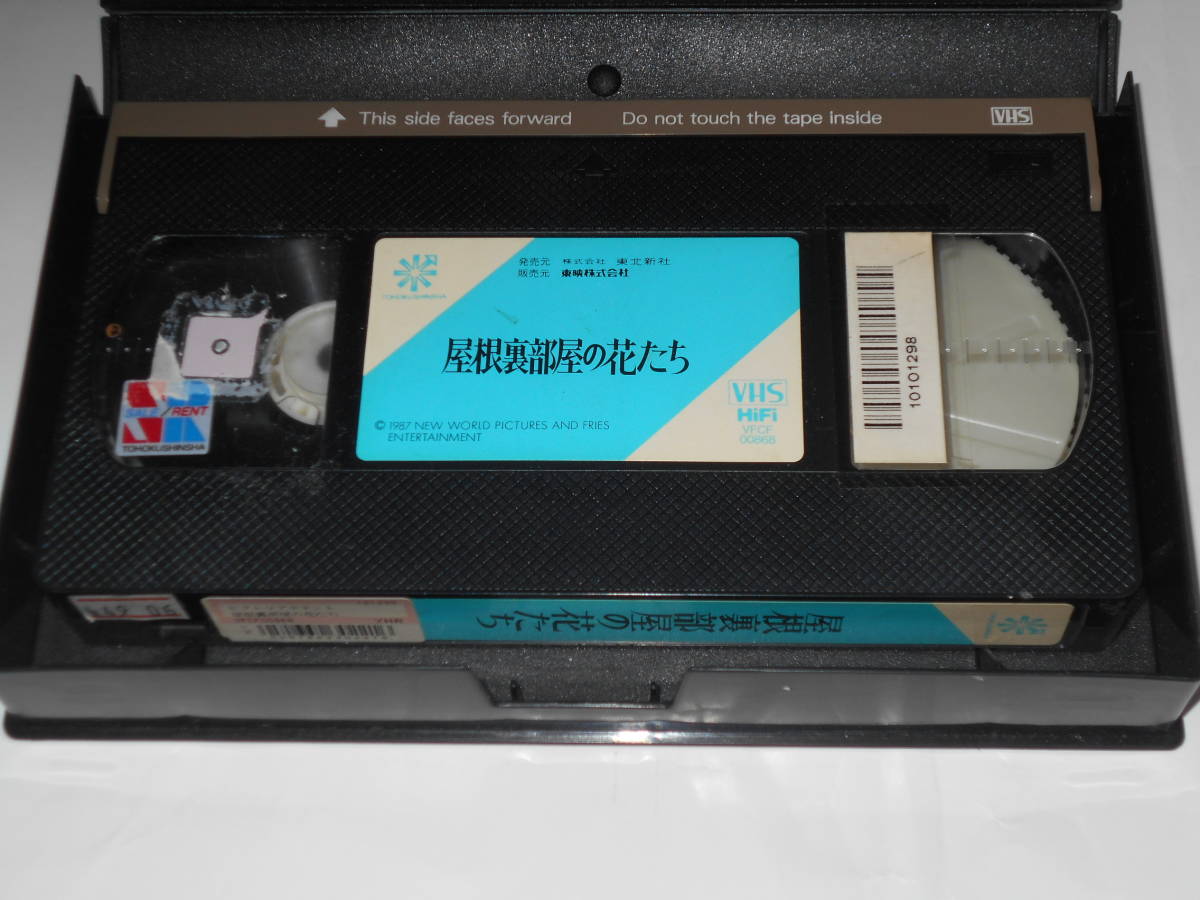 This side faces forward Do not touch the tape inside VHS
TOHOKUSHINSHA
発売元 株式会社 東北新社
販売元 東映株式会社
屋根裏部屋の花たち
VHS
HiFi
VFCF
00868
© 1987 NEW WORLD PICTURES AND FRIES
ENTERTAINMENT
SALE/RENT
TOHOKUSHINSHA
10101298
屋根裏部屋の花たち